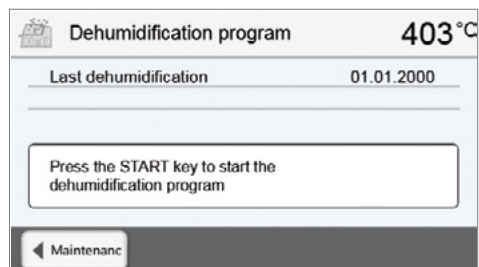 Dehumidification program 403 °C
Last dehumidification 01.01.2000
Press the START key to start the
dehumidification program
Maintenanc